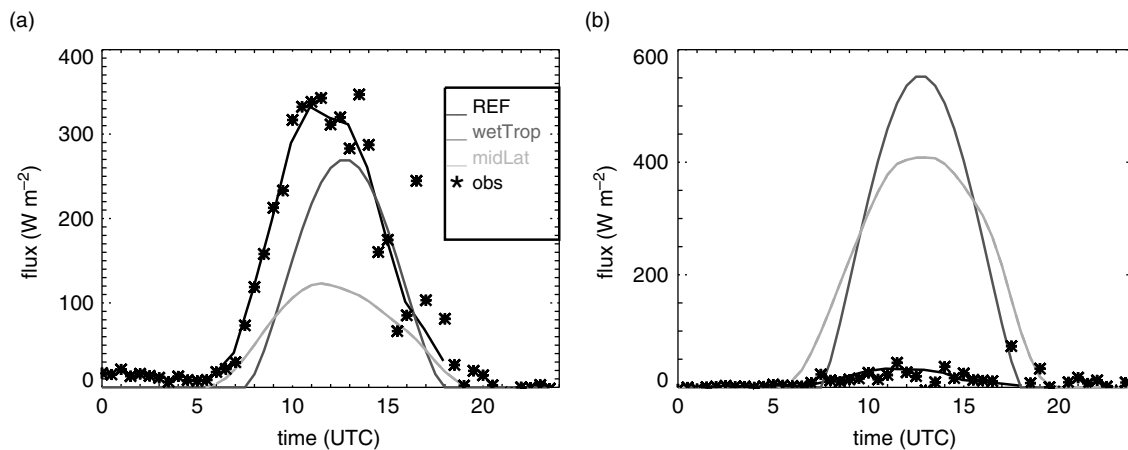 (a)
400
300
200
100
0
flux (W m⁻²)
0
5
10
15
20
time (UTC)
REF
wetTrop
midLat
* obs
(b)
600
400
200
0
flux (W m⁻²)
0
5
10
15
20
time (UTC)